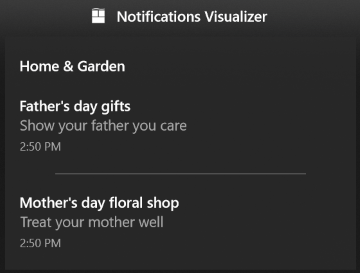 Notifications Visualizer
Home & Garden
Father's day gifts
Show your father you care
2:50 PM
Mother's day floral shop
Treat your mother well
2:50 PM